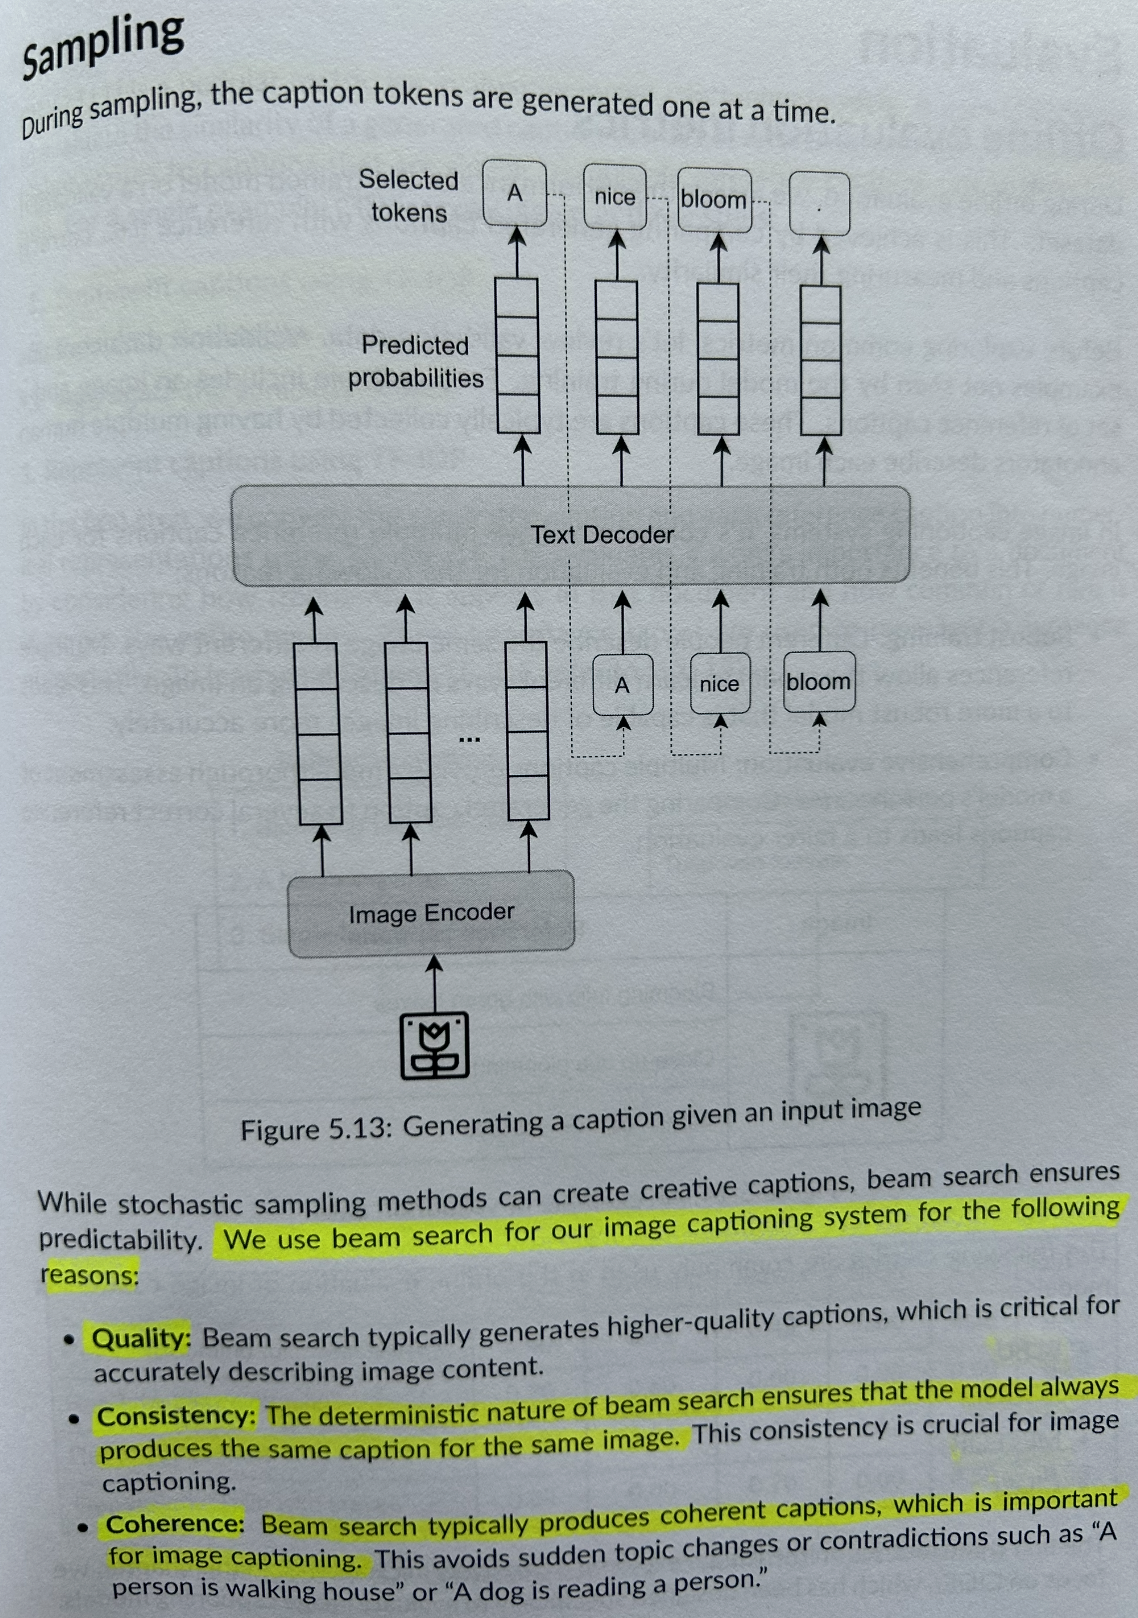 Sampling
During sampling, the caption tokens are generated one at a time.
Selected
tokens
A
nice
bloom
.
Predicted
probabilities
Text Decoder
...
A
nice
bloom
Image Encoder
Figure 5.13: Generating a caption given an input image
While stochastic sampling methods can create creative captions, beam search ensures
predictability. We use beam search for our image captioning system for the following
reasons:
• Quality: Beam search typically generates higher-quality captions, which is critical for
accurately describing image content.
• Consistency: The deterministic nature of beam search ensures that the model always
produces the same caption for the same image. This consistency is crucial for image
captioning.
• Coherence: Beam search typically produces coherent captions, which is important
for image captioning. This avoids sudden topic changes or contradictions such as “A
person is walking house” or “A dog is reading a person.”